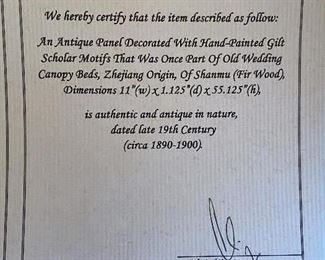 We hereby certify that the item described as follow:
An Antique Panel Decorated With Hand-Painted Gilt
Scholar Motifs That Was Once Part Of Old Wedding
Canopy Beds, Zhejiang Origin, Of Shanmu (Fir Wood),
Dimensions 11"(w) x 1.125"(d) x 55.125"(h),
is authentic and antique in nature,
dated late 19th Century
(circa 1890-1900).